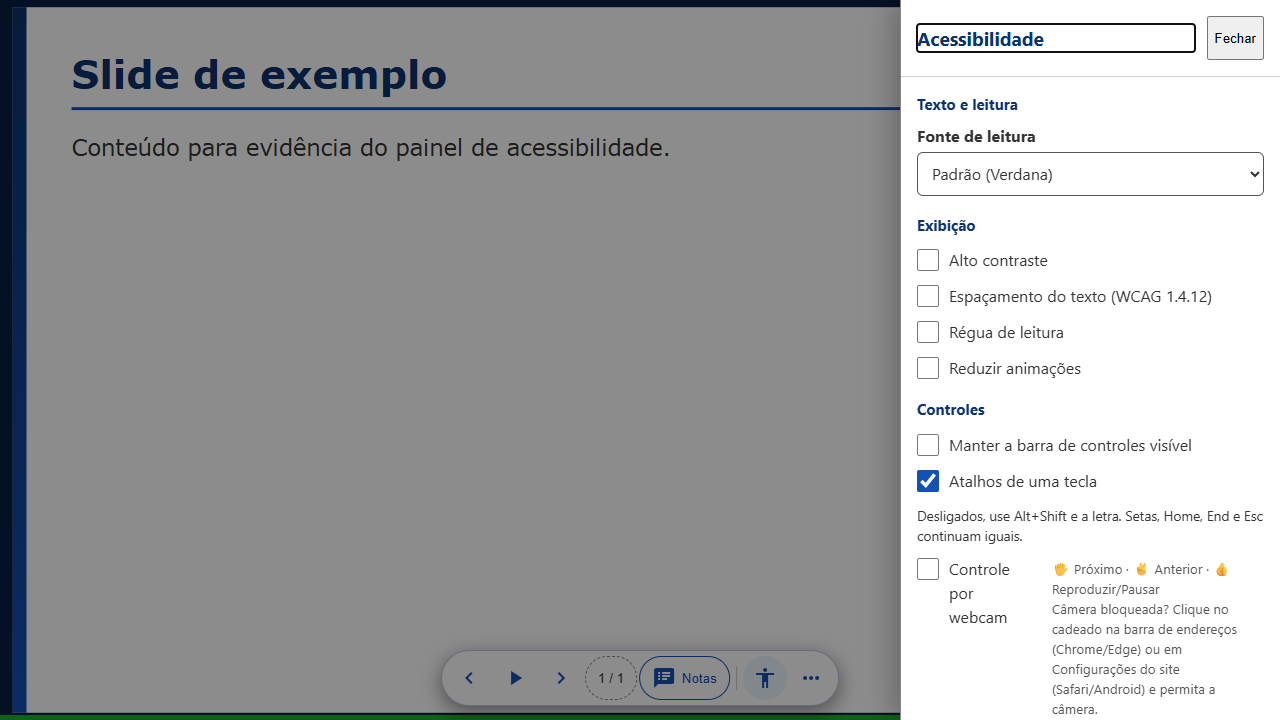 Slide de exemplo
Conteúdo para evidência do painel de acessibilidade.
1 / 1
Notas
Acessibilidade
Fechar
Texto e leitura
Fonte de leitura
Padrão (Verdana)
Exibição
Alto contraste
Espaçamento do texto (WCAG 1.4.12)
Régua de leitura
Reduzir animações
Controles
Manter a barra de controles visível
Atalhos de uma tecla
Desligados, use Alt+Shift e a letra. Setas, Home, End e Esc
continuam iguais.
Controle
por
webcam
🖐 Próximo · ✌ Anterior · 👍
Reproduzir/Pausar
Câmera bloqueada? Clique no
cadeado na barra de endereços
(Chrome/Edge) ou em
Configurações do site
(Safari/Android) e permita a
câmera.